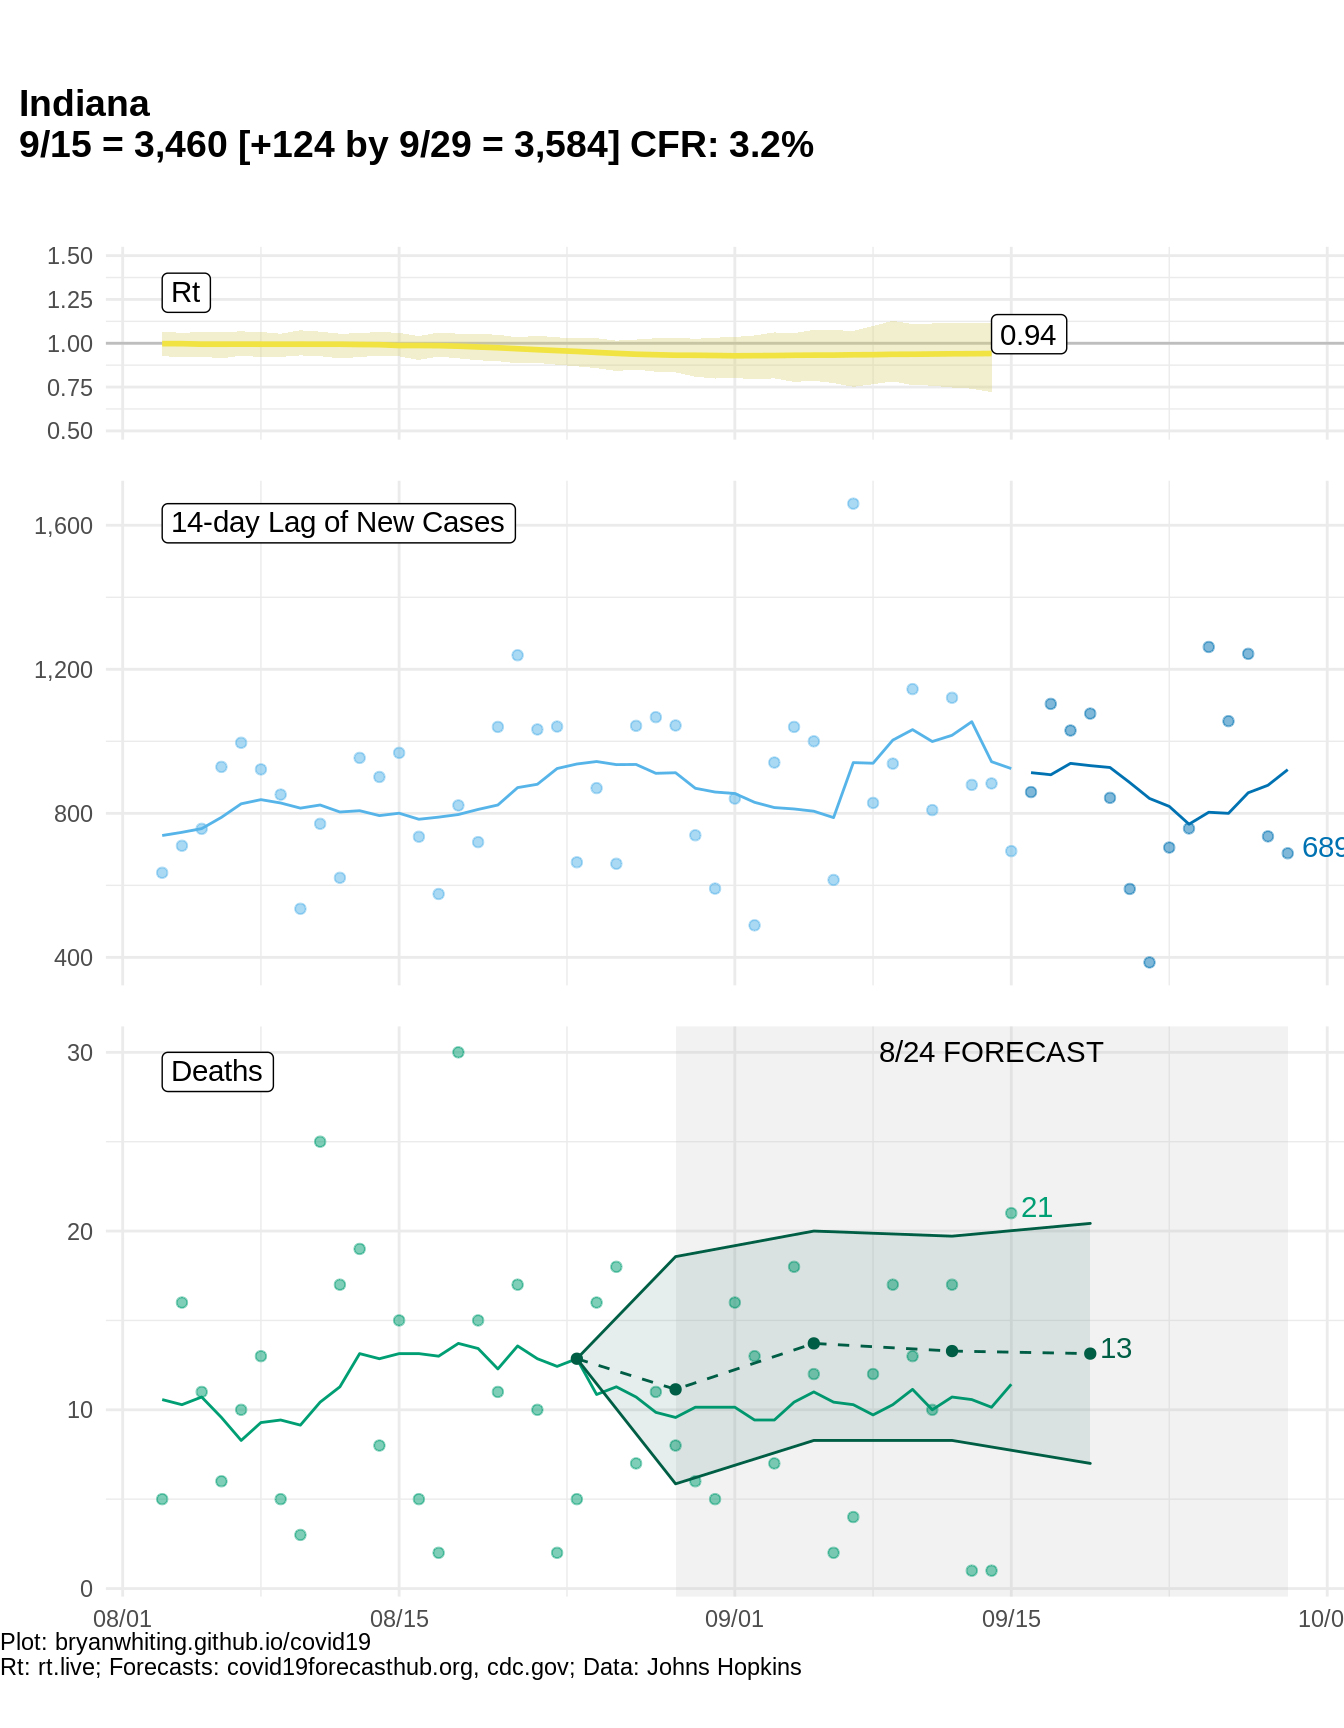 Indiana
9/15 = 3,460 [+124 by 9/29 = 3,584] CFR: 3.2%
1.50
Rt
1.25
1.00
0.94
0.75
0.50
14-day Lag of New Cases
1,600
1,200
800
689
400
30
8/24 FORECAST
Deaths
20
21
13
10
0
08/01 08/15 09/01 09/15 10/0
Plot: bryanwhiting.github.io/covid19
Rt: rt.live; Forecasts: covid19forecasthub.org, cdc.gov; Data: Johns Hopkins